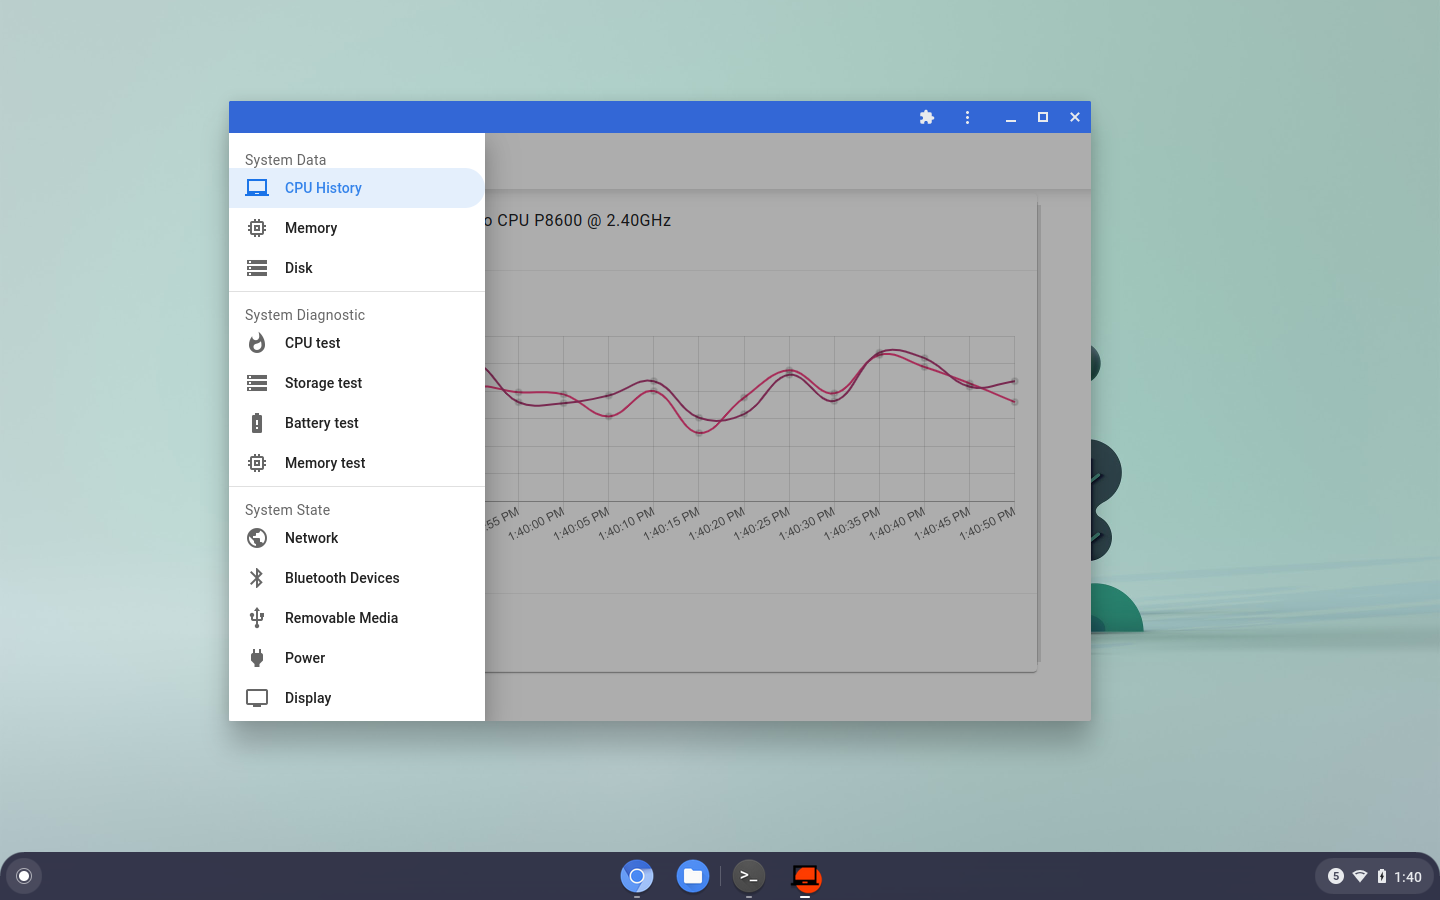 System Data
CPU History
Memory
Disk
System Diagnostic
CPU test
Storage test
Battery test
Memory test
System State
Network
Bluetooth Devices
Removable Media
Power
Display
o CPU P8600 @ 2.40GHz
:55 PM
1:40:00 PM
1:40:05 PM
1:40:10 PM
1:40:15 PM
1:40:20 PM
1:40:25 PM
1:40:30 PM
1:40:35 PM
1:40:40 PM
1:40:45 PM
1:40:50 PM
>_
5
1:40